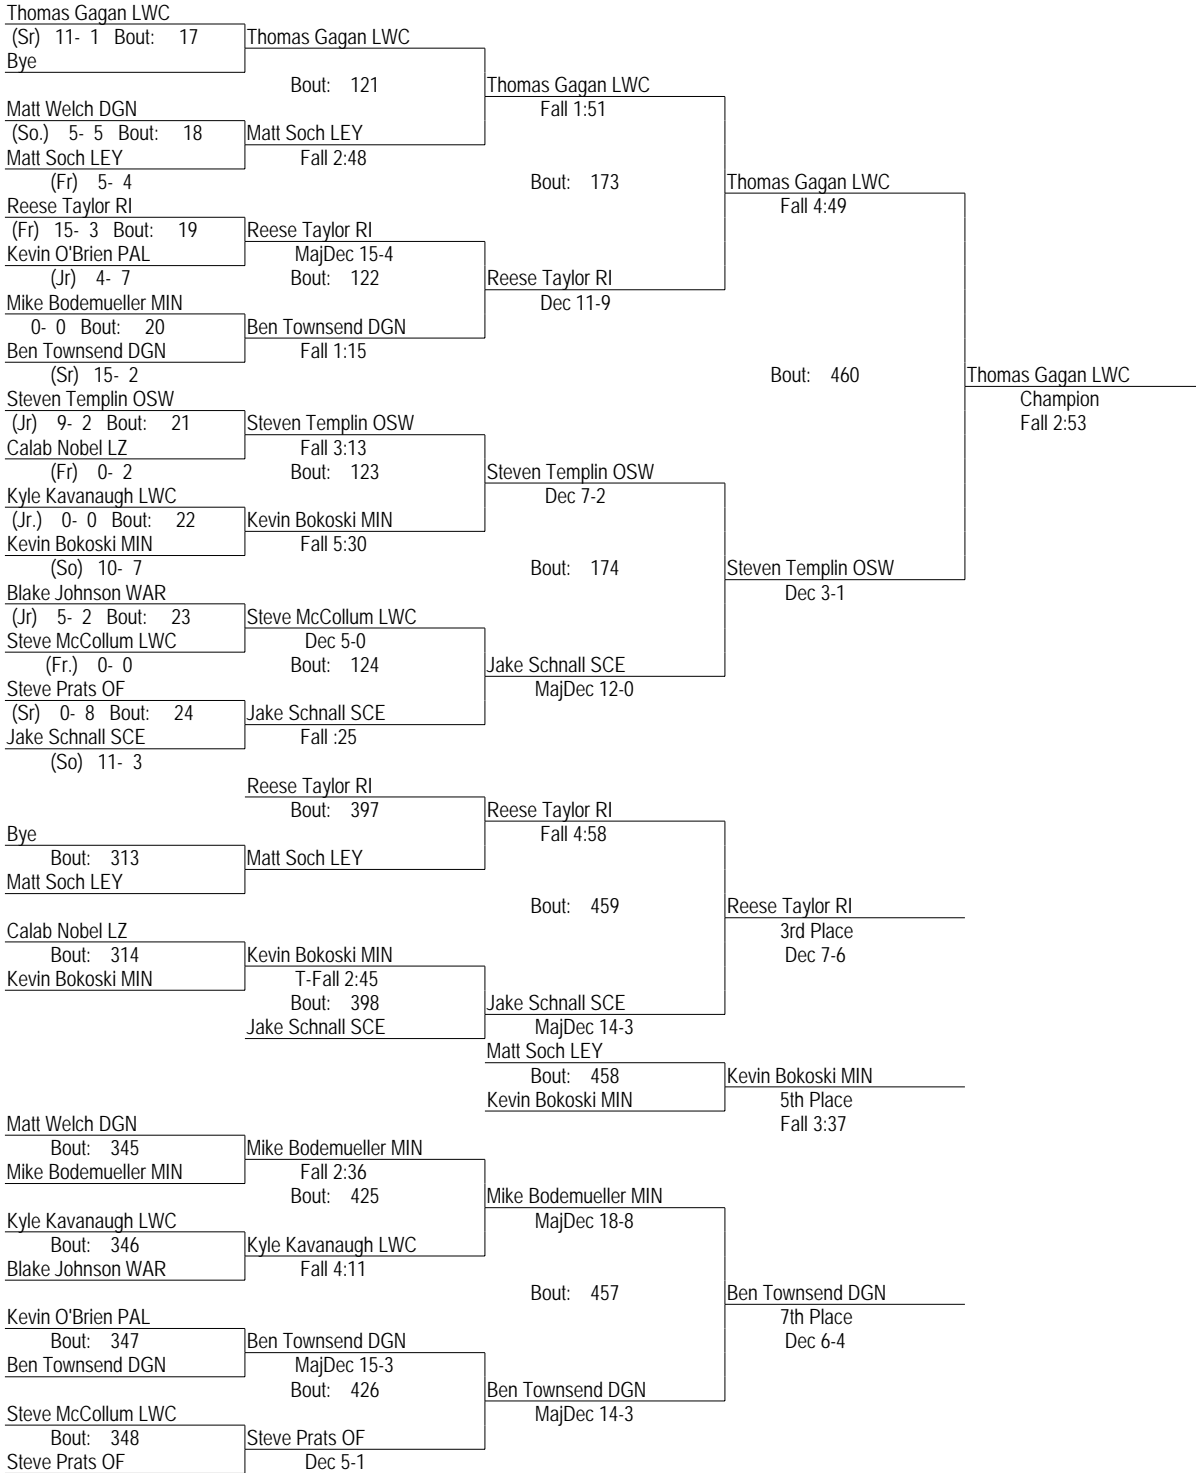 Thomas Gagan LWC
(Sr) 11- 1 Bout: 17 Thomas Gagan LWC
Bye
Bout: 121 Thomas Gagan LWC
Matt Welch DGN Fall 1:51
(So.) 5- 5 Bout: 18 Matt Soch LEY
Matt Soch LEY Fall 2:48
(Fr) 5- 4 Bout: 173 Thomas Gagan LWC
Reese Taylor RI Fall 4:49
(Fr) 15- 3 Bout: 19 Reese Taylor RI
Kevin O'Brien PAL MajDec 15-4
(Jr) 4- 7 Bout: 122 Reese Taylor RI
Mike Bodemueller MIN Dec 11-9
0- 0 Bout: 20 Ben Townsend DGN
Ben Townsend DGN Fall 1:15
(Sr) 15- 2 Bout: 460 Thomas Gagan LWC
Steven Templin OSW Champion
(Jr) 9- 2 Bout: 21 Steven Templin OSW Fall 2:53
Calab Nobel LZ Fall 3:13
(Fr) 0- 2 Bout: 123 Steven Templin OSW
Kyle Kavanaugh LWC Dec 7-2
(Jr.) 0- 0 Bout: 22 Kevin Bokoski MIN
Kevin Bokoski MIN Fall 5:30
(So) 10- 7 Bout: 174 Steven Templin OSW
Blake Johnson WAR Dec 3-1
(Jr) 5- 2 Bout: 23 Steve McCollum LWC
Steve McCollum LWC Dec 5-0
(Fr.) 0- 0 Bout: 124 Jake Schnall SCE
Steve Prats OF MajDec 12-0
(Sr) 0- 8 Bout: 24 Jake Schnall SCE
Jake Schnall SCE Fall :25
(So) 11- 3
Reese Taylor RI
Bout: 397 Reese Taylor RI
Bye Fall 4:58
Bout: 313 Matt Soch LEY
Matt Soch LEY
Bout: 459 Reese Taylor RI
Calab Nobel LZ 3rd Place
Bout: 314 Kevin Bokoski MIN Dec 7-6
Kevin Bokoski MIN T-Fall 2:45
Bout: 398 Jake Schnall SCE
Jake Schnall SCE MajDec 14-3
Matt Soch LEY
Bout: 458 Kevin Bokoski MIN
Kevin Bokoski MIN 5th Place
Matt Welch DGN Fall 3:37
Bout: 345 Mike Bodemueller MIN
Mike Bodemueller MIN Fall 2:36
Bout: 425 Mike Bodemueller MIN
Kyle Kavanaugh LWC MajDec 18-8
Bout: 346 Kyle Kavanaugh LWC
Blake Johnson WAR Fall 4:11
Bout: 457 Ben Townsend DGN
Kevin O'Brien PAL 7th Place
Bout: 347 Ben Townsend DGN Dec 6-4
Ben Townsend DGN MajDec 15-3
Bout: 426 Ben Townsend DGN
Steve McCollum LWC MajDec 14-3
Bout: 348 Steve Prats OF
Steve Prats OF Dec 5-1